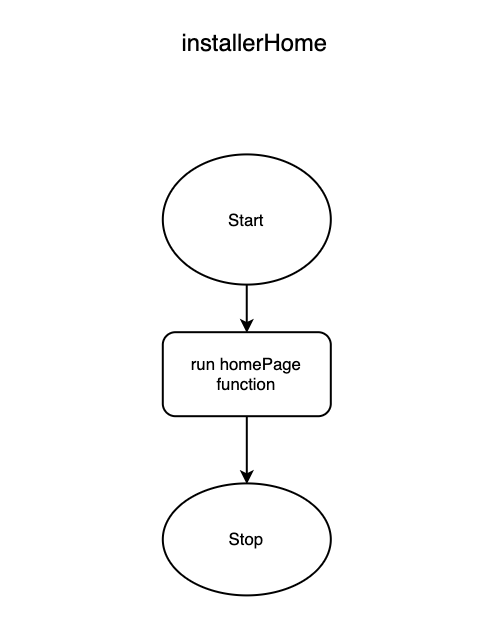 installerHome
Start
run homePage
function
Stop